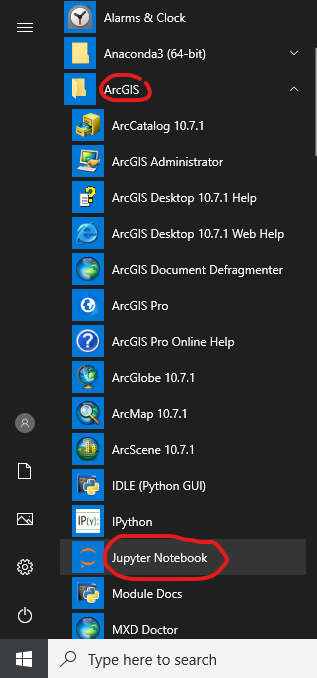 Alarms & Clock
Anaconda3 (64-bit)
ArcGIS
ArcCatalog 10.7.1
ArcGIS Administrator
ArcGIS Desktop 10.7.1 Help
ArcGIS Desktop 10.7.1 Web Help
ArcGIS Document Defragmenter
ArcGIS Pro
ArcGIS Pro Online Help
ArcGlobe 10.7.1
ArcMap 10.7.1
ArcScene 10.7.1
IDLE (Python GUI)
IP[y]: IPython
Jupyter Notebook
Module Docs
MXD Doctor
Type here to search